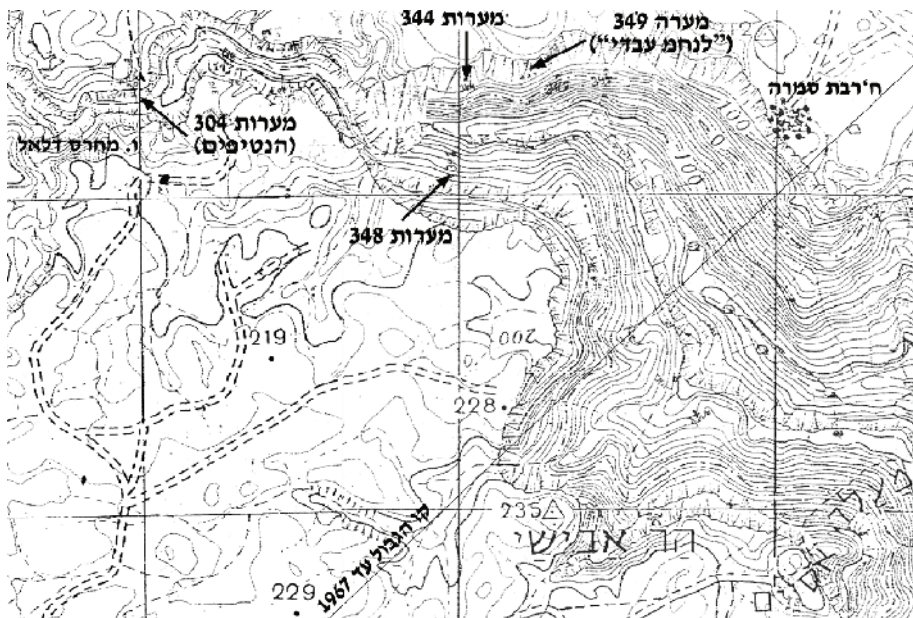 מערות 344
מערה 349
("לנחמ עבדי")
ח'רבת סמרה
מערות 304
(הנטיפים)
ו. מחרס דלאל
מערות 348
100
100
219
200
228
235
הר אבישי
קו הגבול עד 1967
229